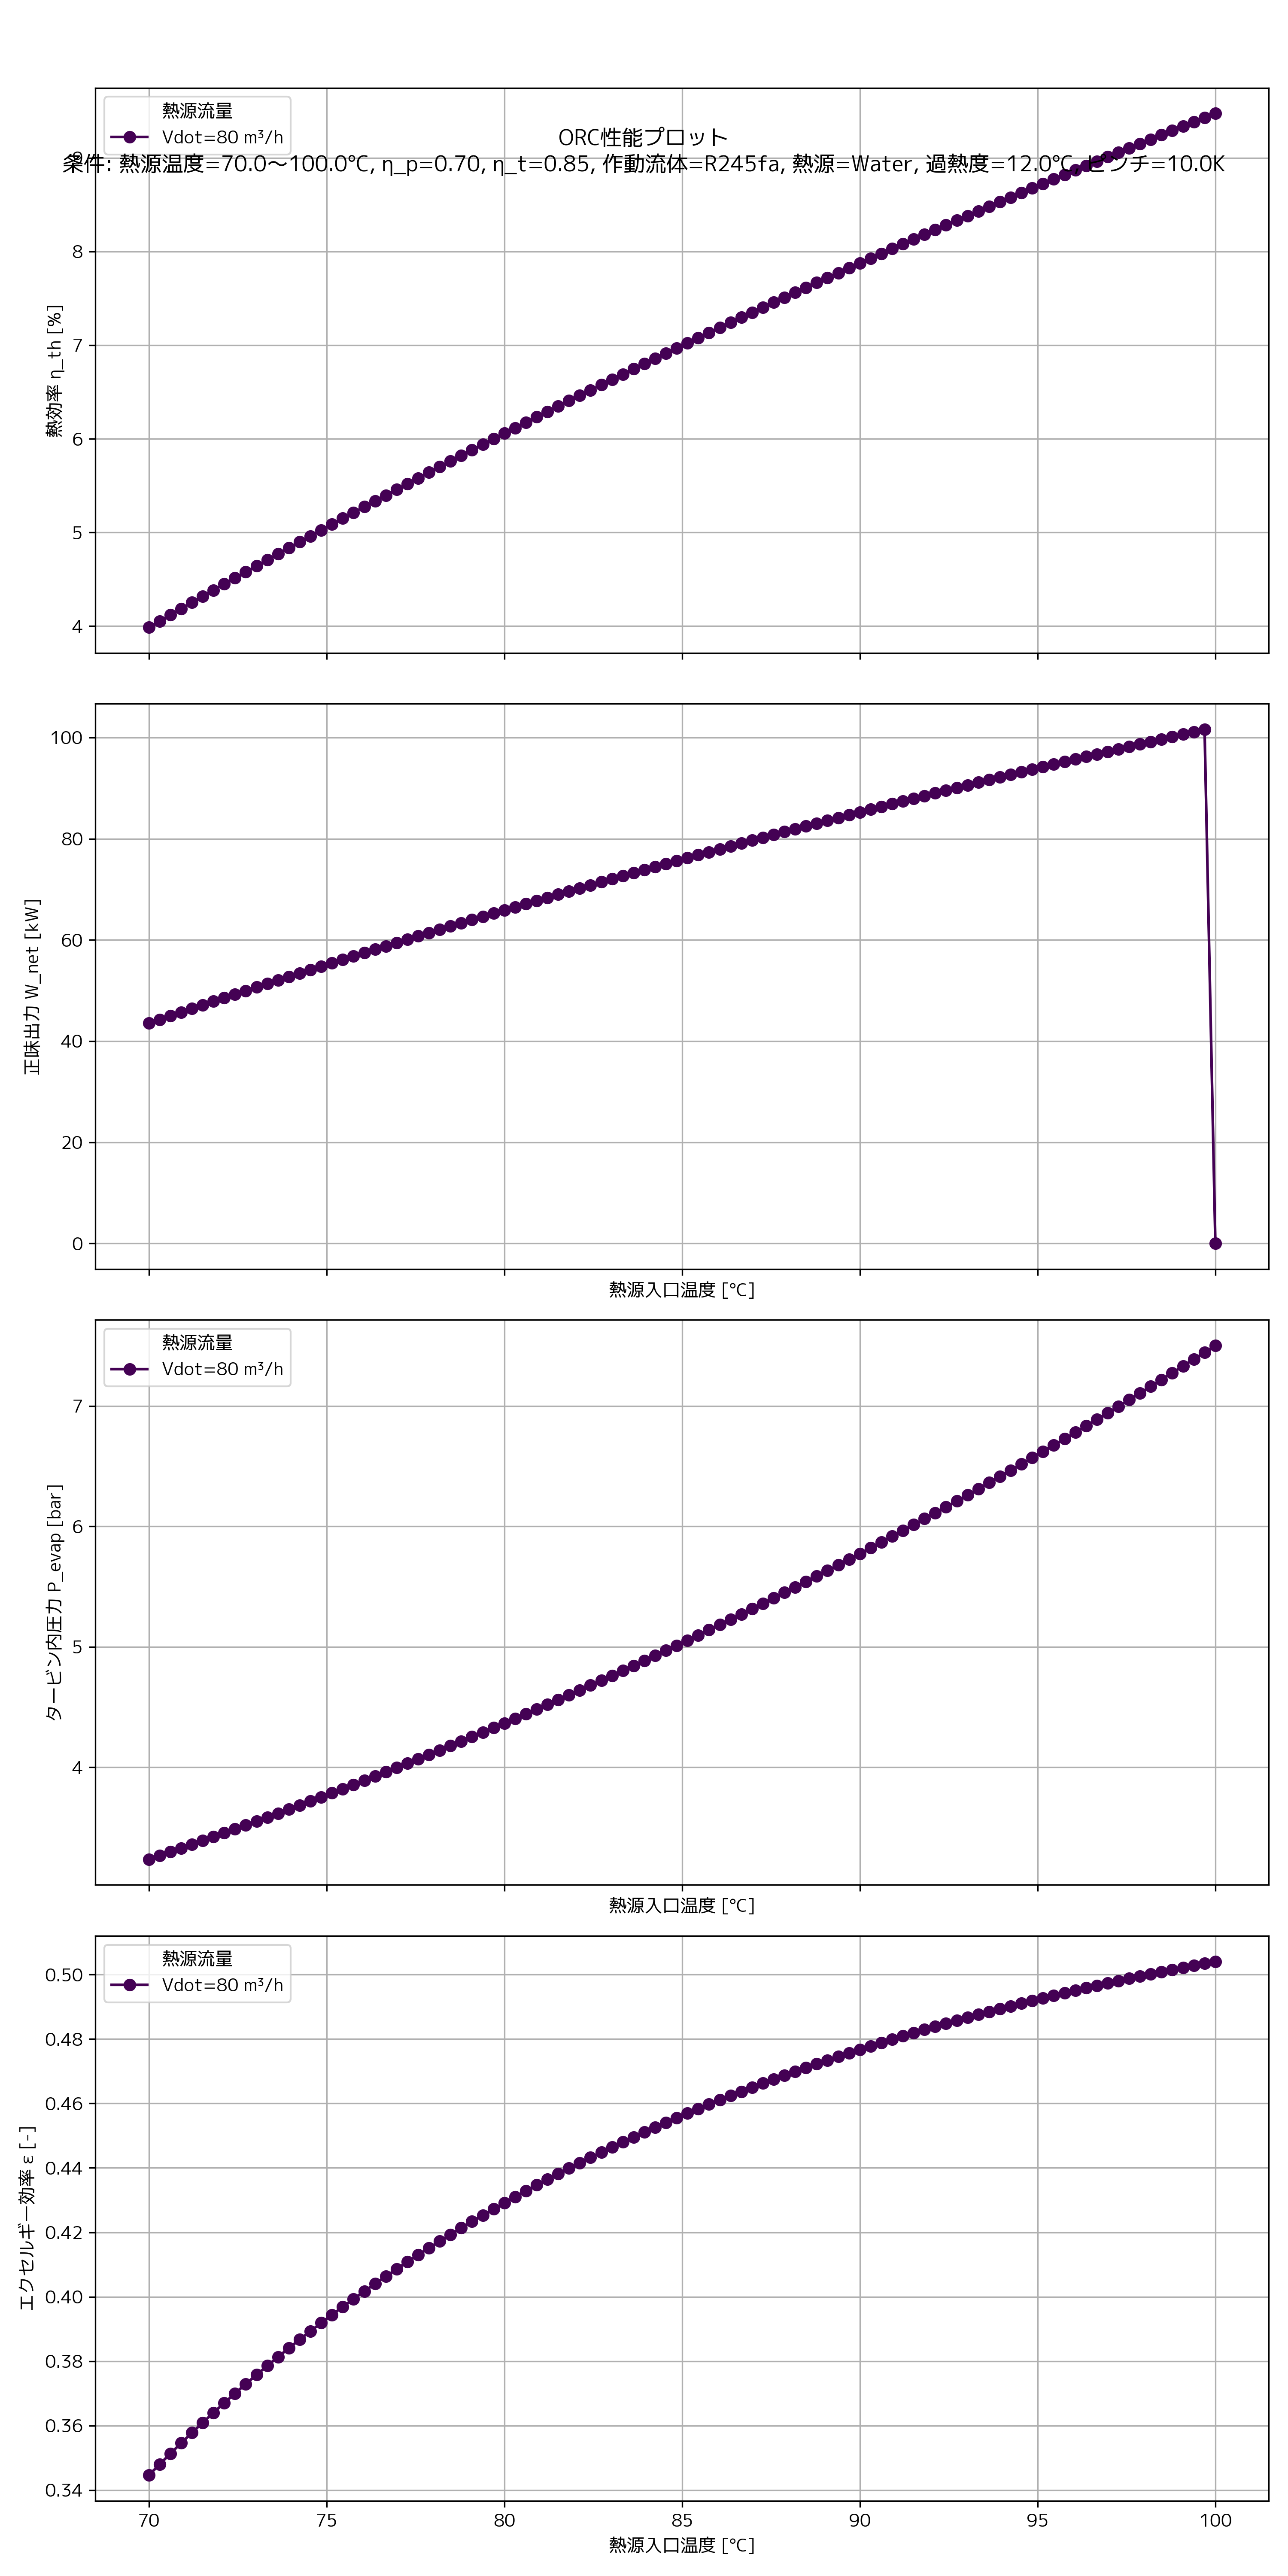 熱源流量
Vdot=80 m³/h
ORC性能プロット
条件: 熱源温度=70.0～100.0℃, η_p=0.70, η_t=0.85, 作動流体=R245fa, 熱源=Water, 過熱度=12.0℃, ピンチ=10.0K
熱効率 η_th [%]
9
8
7
6
5
4
正味出力 W_net [kW]
100
80
60
40
20
0
熱源入口温度 [℃]
熱源流量
Vdot=80 m³/h
タービン内圧力 P_evap [bar]
7
6
5
4
熱源入口温度 [℃]
熱源流量
Vdot=80 m³/h
エクセルギー効率 ε [-]
0.50
0.48
0.46
0.44
0.42
0.40
0.38
0.36
0.34
70 75 80 85 90 95 100
熱源入口温度 [℃]